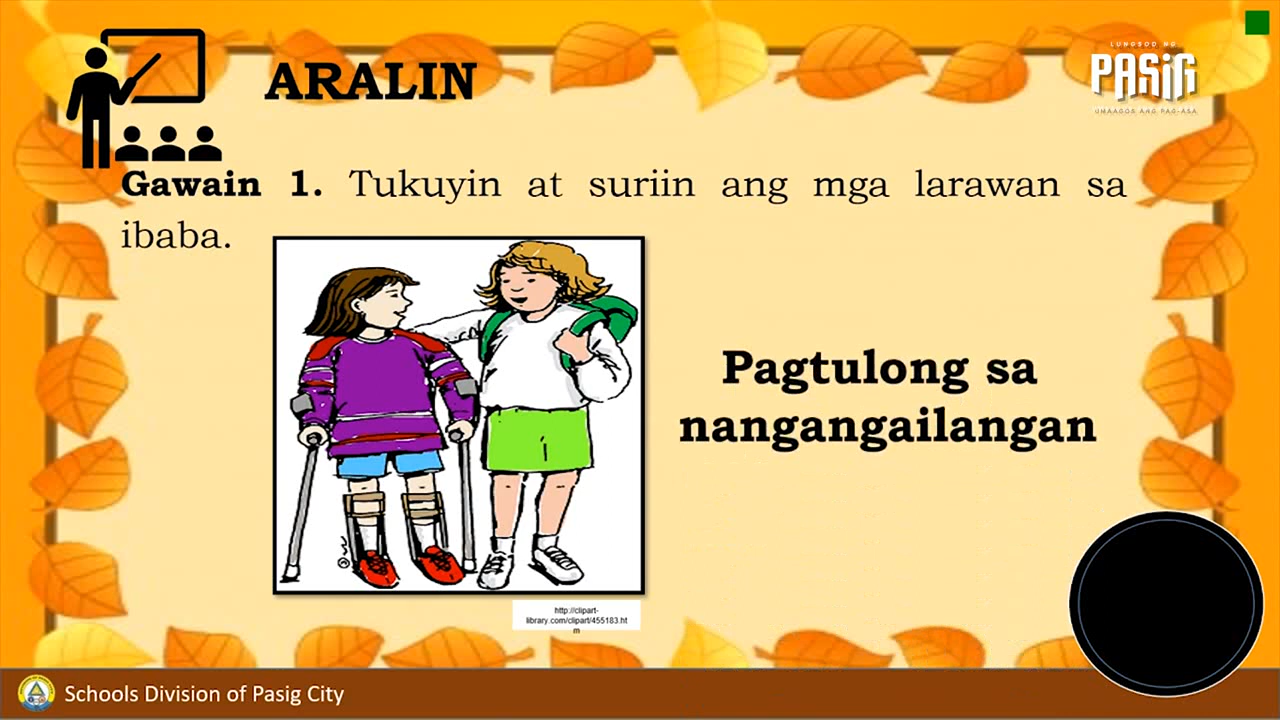 ARALIN
LUNGSOD NG
PASiG
UMAAGOS ANG PAG-ASA
Gawain 1. Tukuyin at suriin ang mga larawan sa
ibaba.
Pagtulong sa
nangangailangan
http://clipart-
library.com/clipart/455183.ht
m
Schools Division of Pasig City